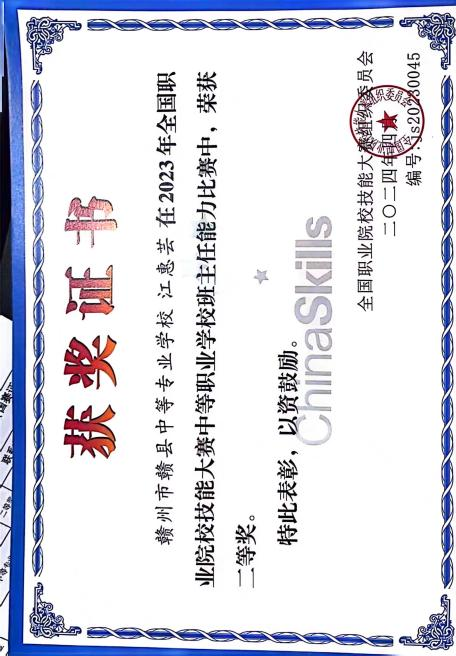 获奖证书
赣州市赣县中等专业学校 江惠芸 在2023年全国职
业院校技能大赛中等职业学校班主任能力比赛中，荣获
二等奖。
特此表彰，以资鼓励。
ChinaSkills
全国职业院校技能大赛组织委员会
二〇二四年四月
编号:js20230045